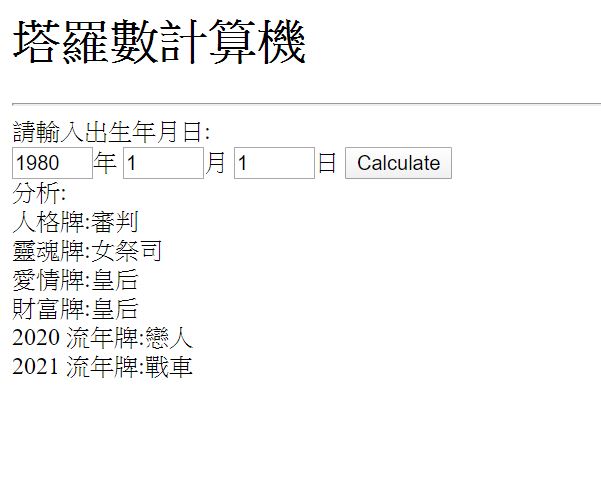 塔羅數計算機
請輸入出生年月日:
1980 年 1 月 1 日 Calculate
分析:
人格牌:審判
靈魂牌:女祭司
愛情牌:皇后
財富牌:皇后
2020 流年牌:戀人
2021 流年牌:戰車